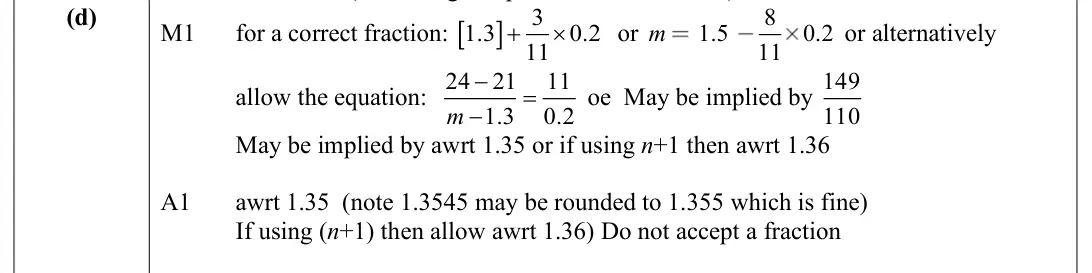 (d)
M1 for a correct fraction: [1.3] + 3/11 × 0.2 or m = 1.5 − 8/11 × 0.2 or alternatively
allow the equation: (24 − 21)/(m − 1.3) = 11/0.2 oe May be implied by 149/110
May be implied by awrt 1.35 or if using n+1 then awrt 1.36
A1 awrt 1.35 (note 1.3545 may be rounded to 1.355 which is fine)
If using (n+1) then allow awrt 1.36) Do not accept a fraction